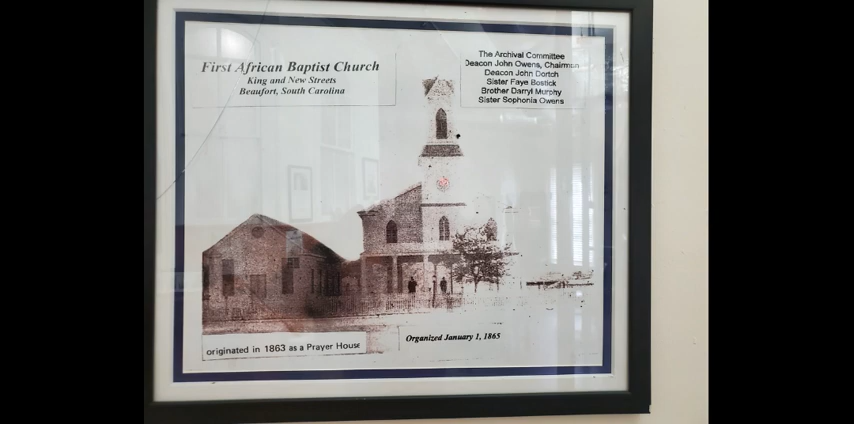 First African Baptist Church
King and New Streets
Beaufort, South Carolina
The Archival Committee
Deacon John Owens, Chairman
Deacon John Dortch
Sister Faye Bostick
Brother Darryl Murphy
Sister Sophonia Owens
originated in 1863 as a Prayer House
Organized January 1, 1865